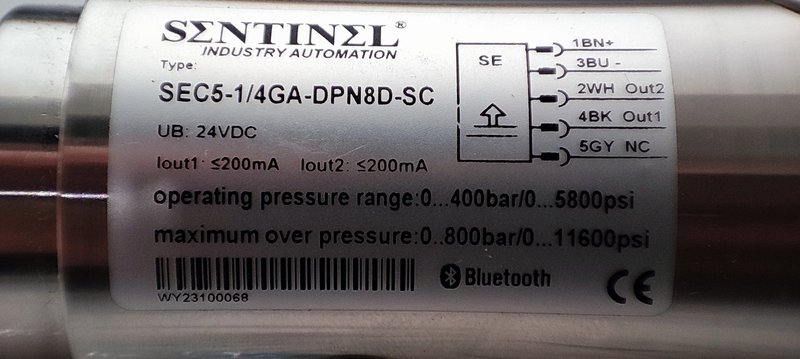 SENTINEL®
INDUSTRY AUTOMATION
Type:
SEC5-1/4GA-DPN8D-SC
UB: 24VDC
Iout1: ≤200mA Iout2: ≤200mA
SE
1BN+
3BU -
2WH Out2
4BK Out1
5GY NC
operating pressure range:0...400bar/0...5800psi
maximum over pressure:0..800bar/0...11600psi
WY23100068
Bluetooth
CE